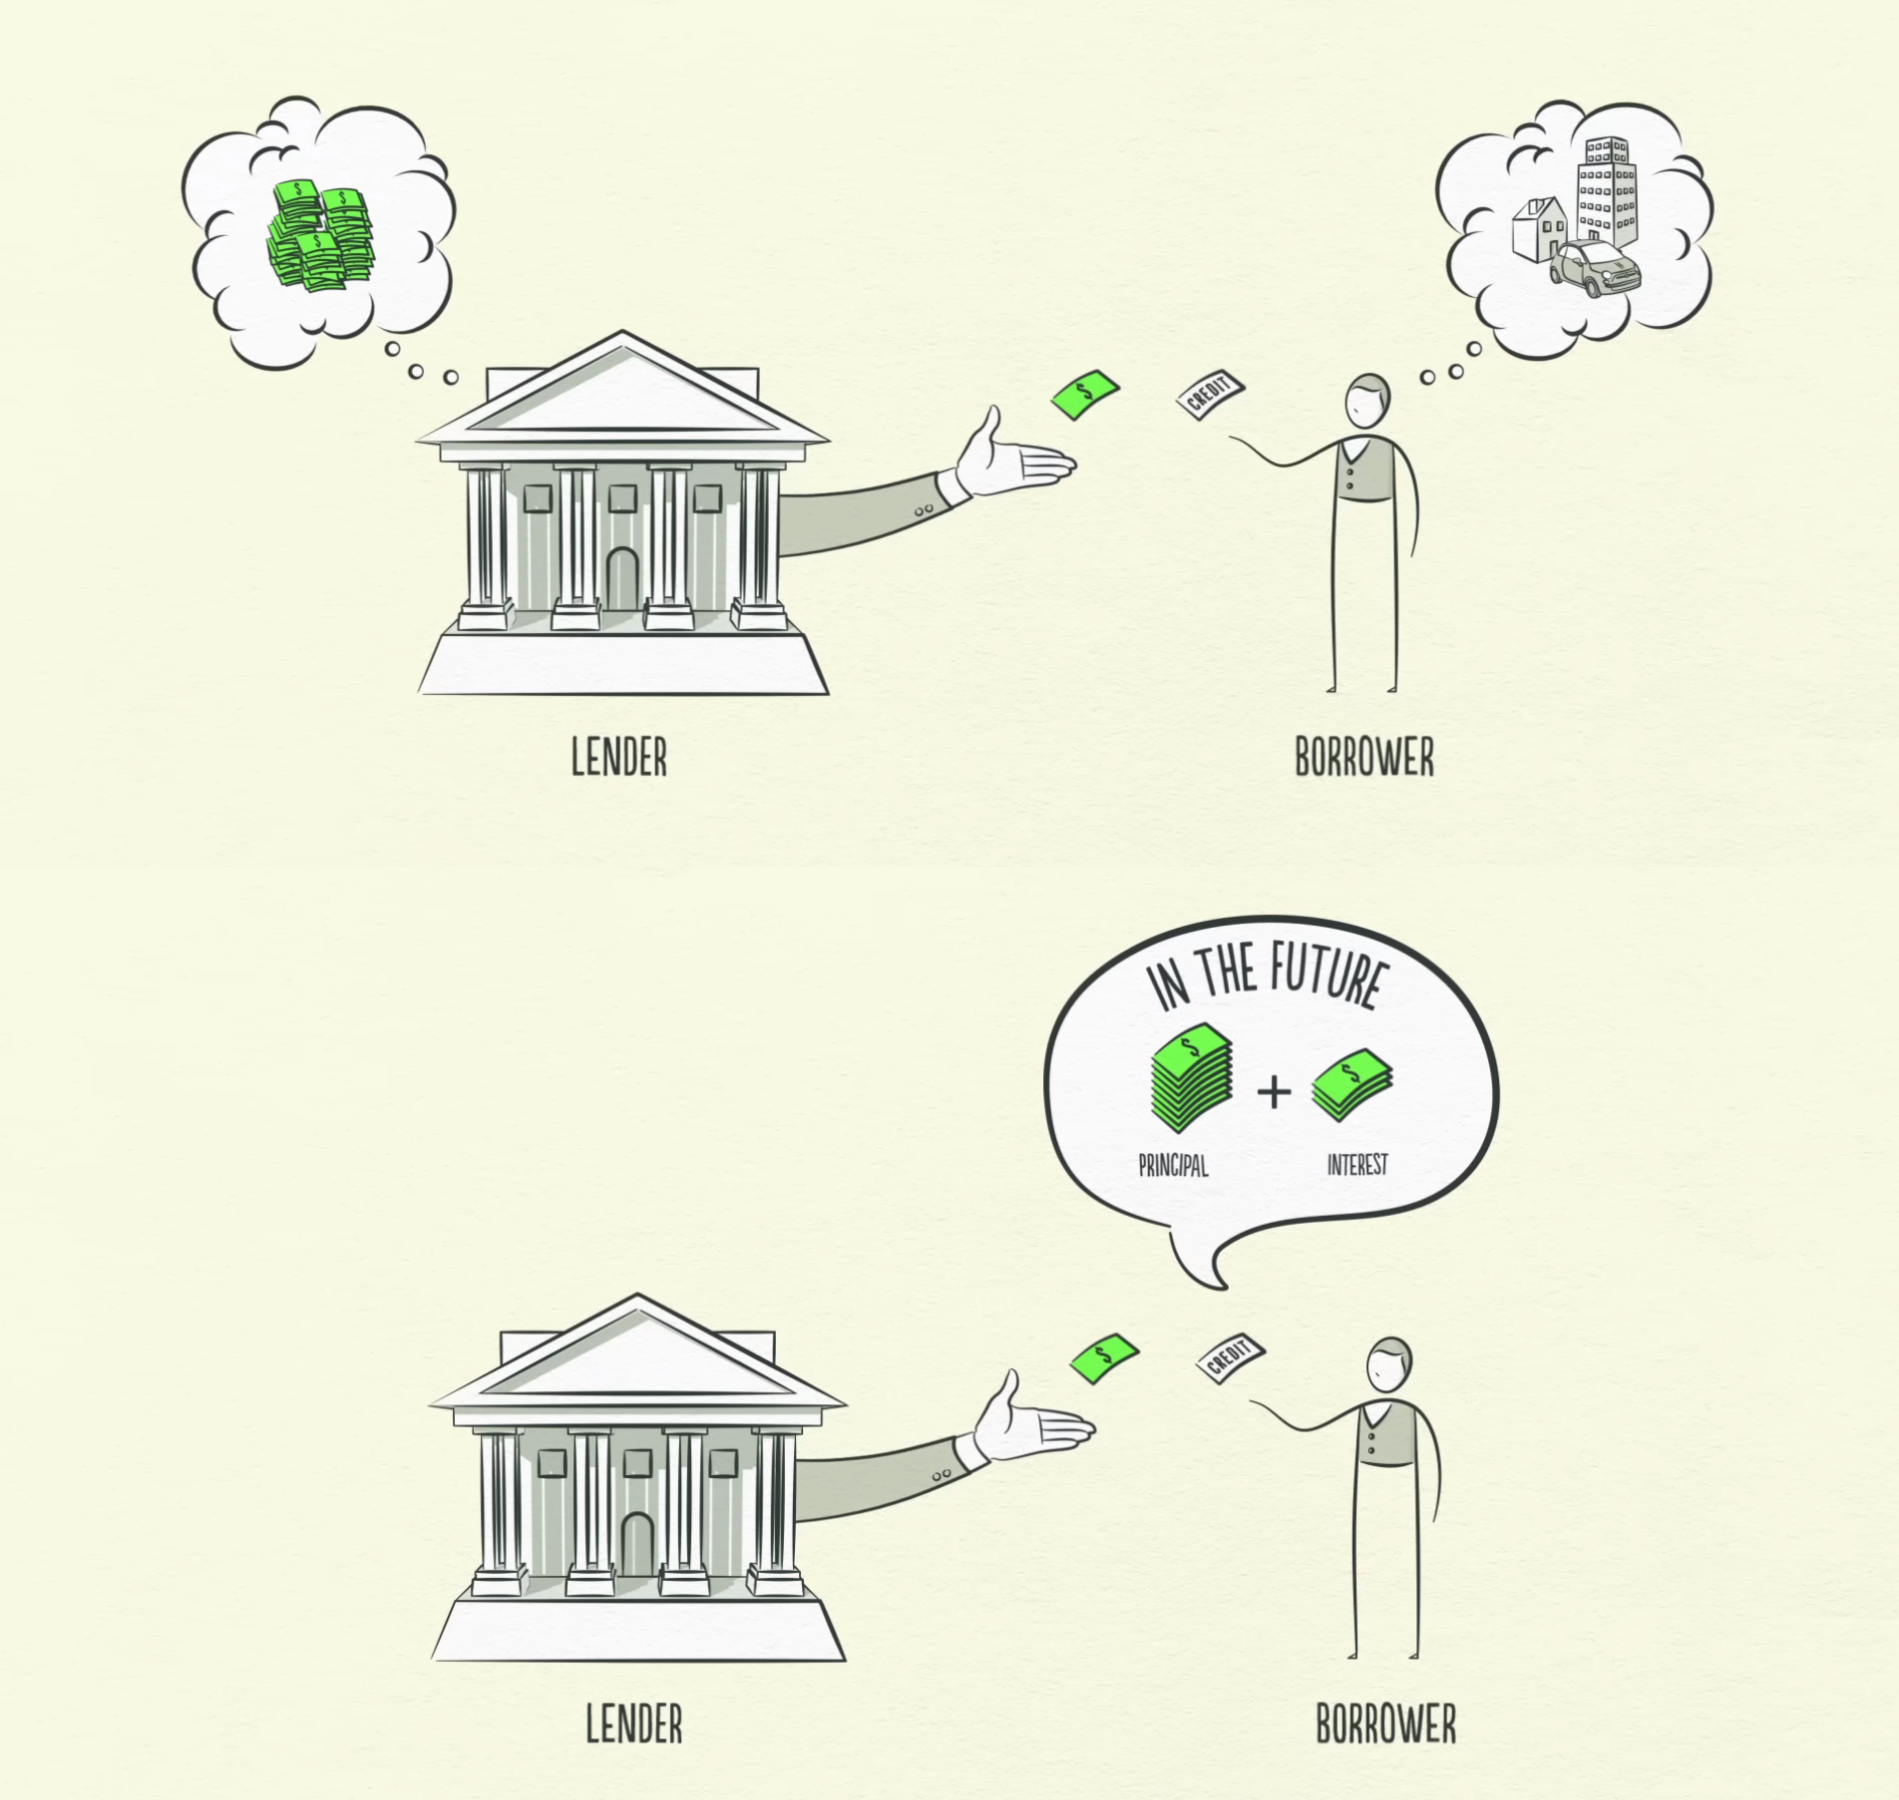 $
$
$
$
CREDIT
LENDER
BORROWER
IN THE FUTURE
$
+
$
PRINCIPAL
INTEREST
$
CREDIT
LENDER
BORROWER